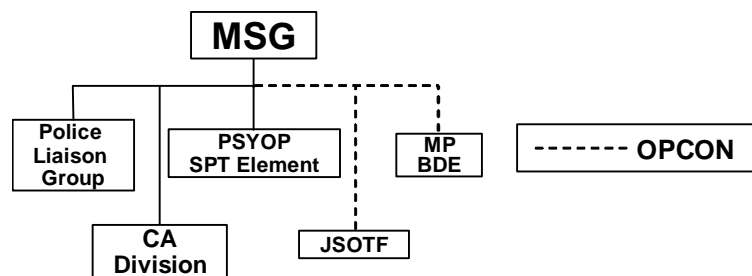 MSG
Police
Liaison
Group
PSYOP
SPT Element
MP
BDE
OPCON
CA
Division
JSOTF